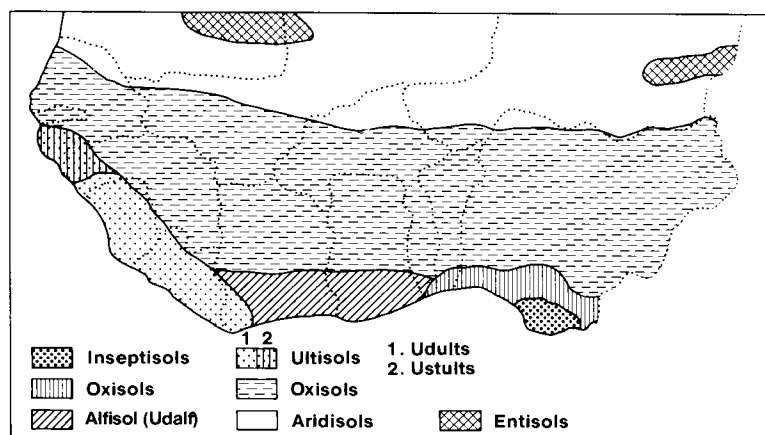 1 2
Inseptisols
Ultisols
1. Udults
2. Ustults
Oxisols
Oxisols
Alfisol (Udalf)
Aridisols
Entisols